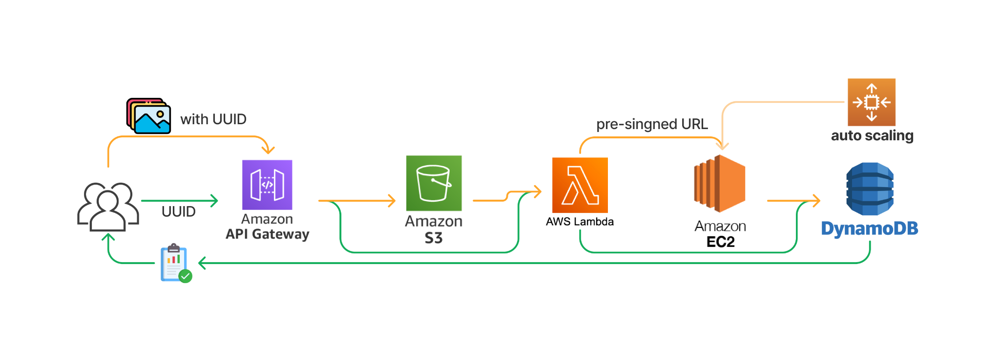 with UUID
UUID
Amazon
API Gateway
Amazon
S3
AWS Lambda
pre-singned URL
Amazon
EC2
auto scaling
DynamoDB